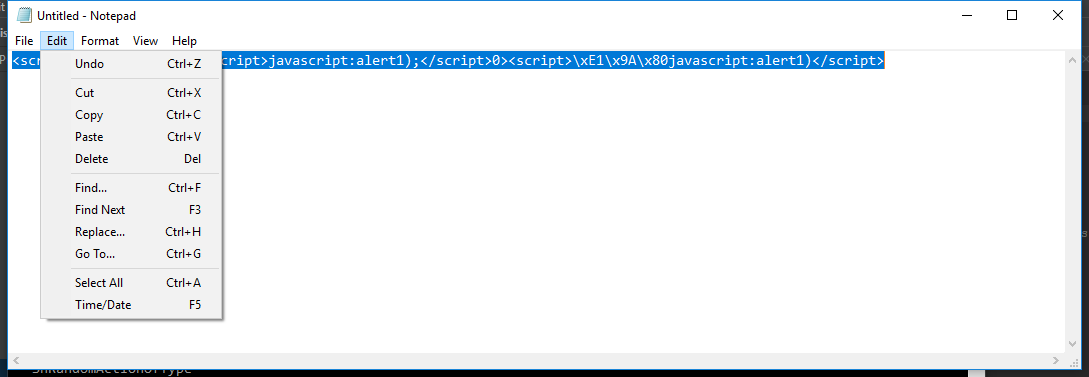 Untitled - Notepad
File Edit Format View Help
<scr cript>javascript:alert1);</script>0><script>\xE1\x9A\x80javascript:alert1)</script>
Undo Ctrl+Z
Cut Ctrl+X
Copy Ctrl+C
Paste Ctrl+V
Delete Del
Find... Ctrl+F
Find Next F3
Replace... Ctrl+H
Go To... Ctrl+G
Select All Ctrl+A
Time/Date F5